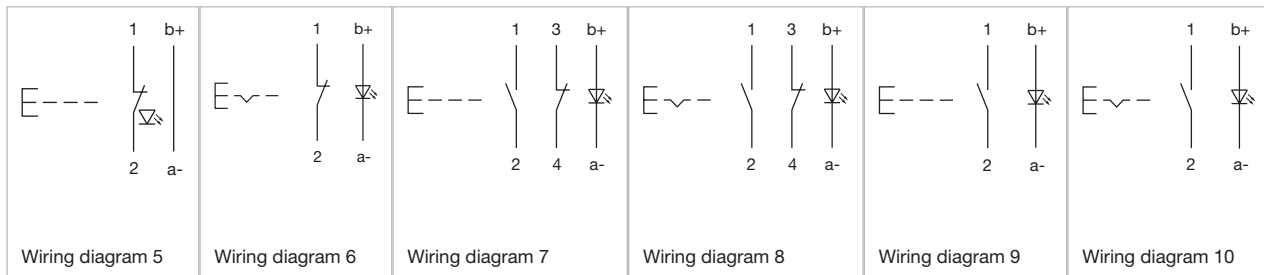 1 b+
2 a-
Wiring diagram 5
1 b+
2 a-
Wiring diagram 6
1 3 b+
2 4 a-
Wiring diagram 7
1 3 b+
2 4 a-
Wiring diagram 8
1 b+
2 a-
Wiring diagram 9
1 b+
2 a-
Wiring diagram 10